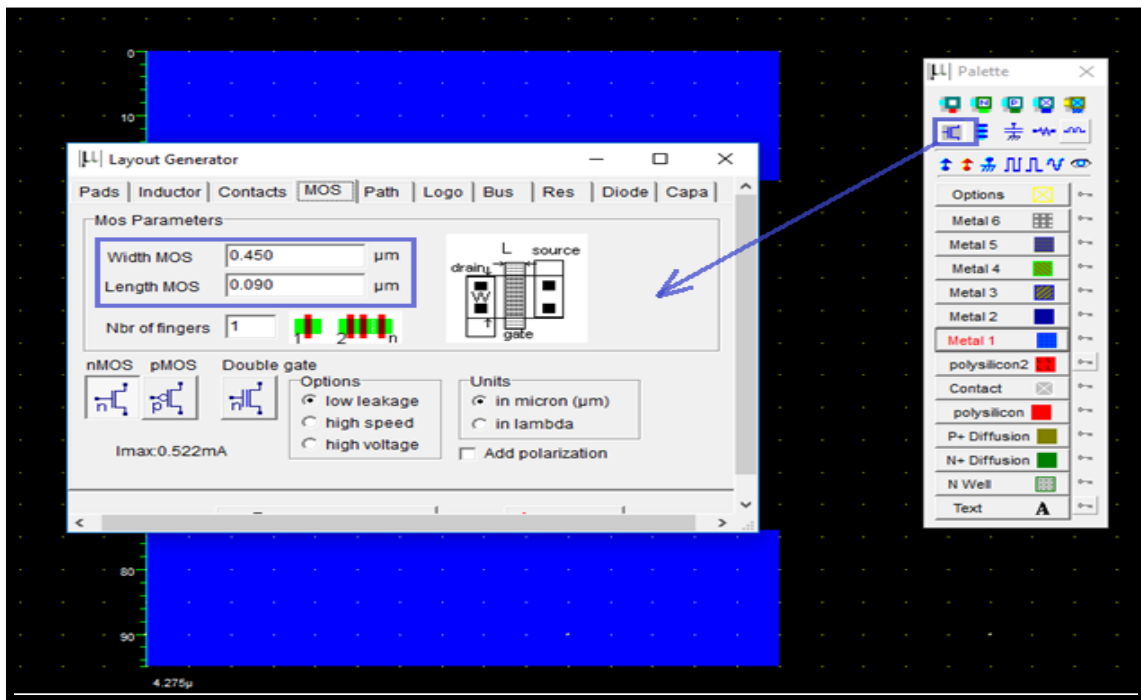 0
10
80
90
4.275µ
Layout Generator
Pads Inductor Contacts MOS Path Logo Bus Res Diode Capa
Mos Parameters
Width MOS 0.450 µm
Length MOS 0.090 µm
Nbr of fingers 1
1 2 n
L source
drain
W
gate
nMOS pMOS Double gate
n p n
Options
low leakage
high speed
high voltage
Units
in micron (µm)
in lambda
Add polarization
Imax:0.522mA
Palette
N P
Options
Metal 6
Metal 5
Metal 4
Metal 3
Metal 2
Metal 1
polysilicon2
Contact
polysilicon
P+ Diffusion
N+ Diffusion
N Well
Text A